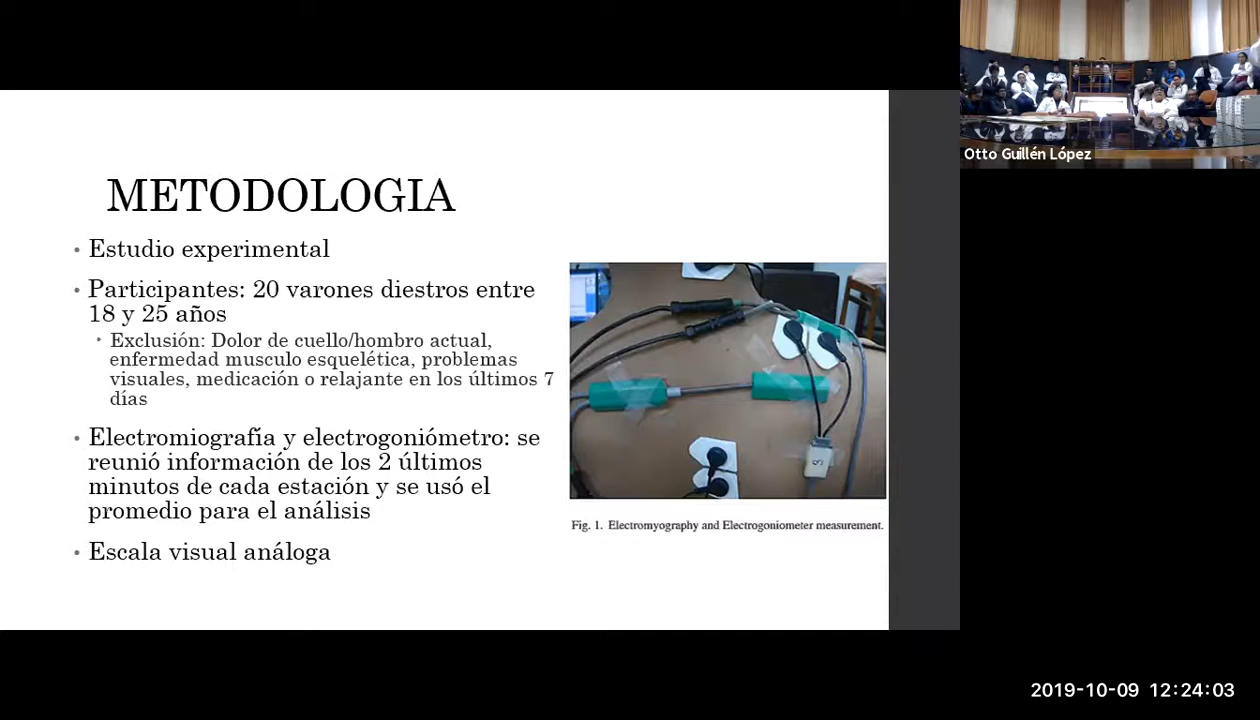 METODOLOGIA
• Estudio experimental
• Participantes: 20 varones diestros entre
18 y 25 años
• Exclusión: Dolor de cuello/hombro actual,
enfermedad musculo esquelética, problemas
visuales, medicación o relajante en los últimos 7
días
• Electromiografía y electrogoniómetro: se
reunió información de los 2 últimos
minutos de cada estación y se usó el
promedio para el análisis
• Escala visual análoga
Fig. 1. Electromyography and Electrogoniometer measurement.
Otto Guillén López
2019-10-09 12:24:03